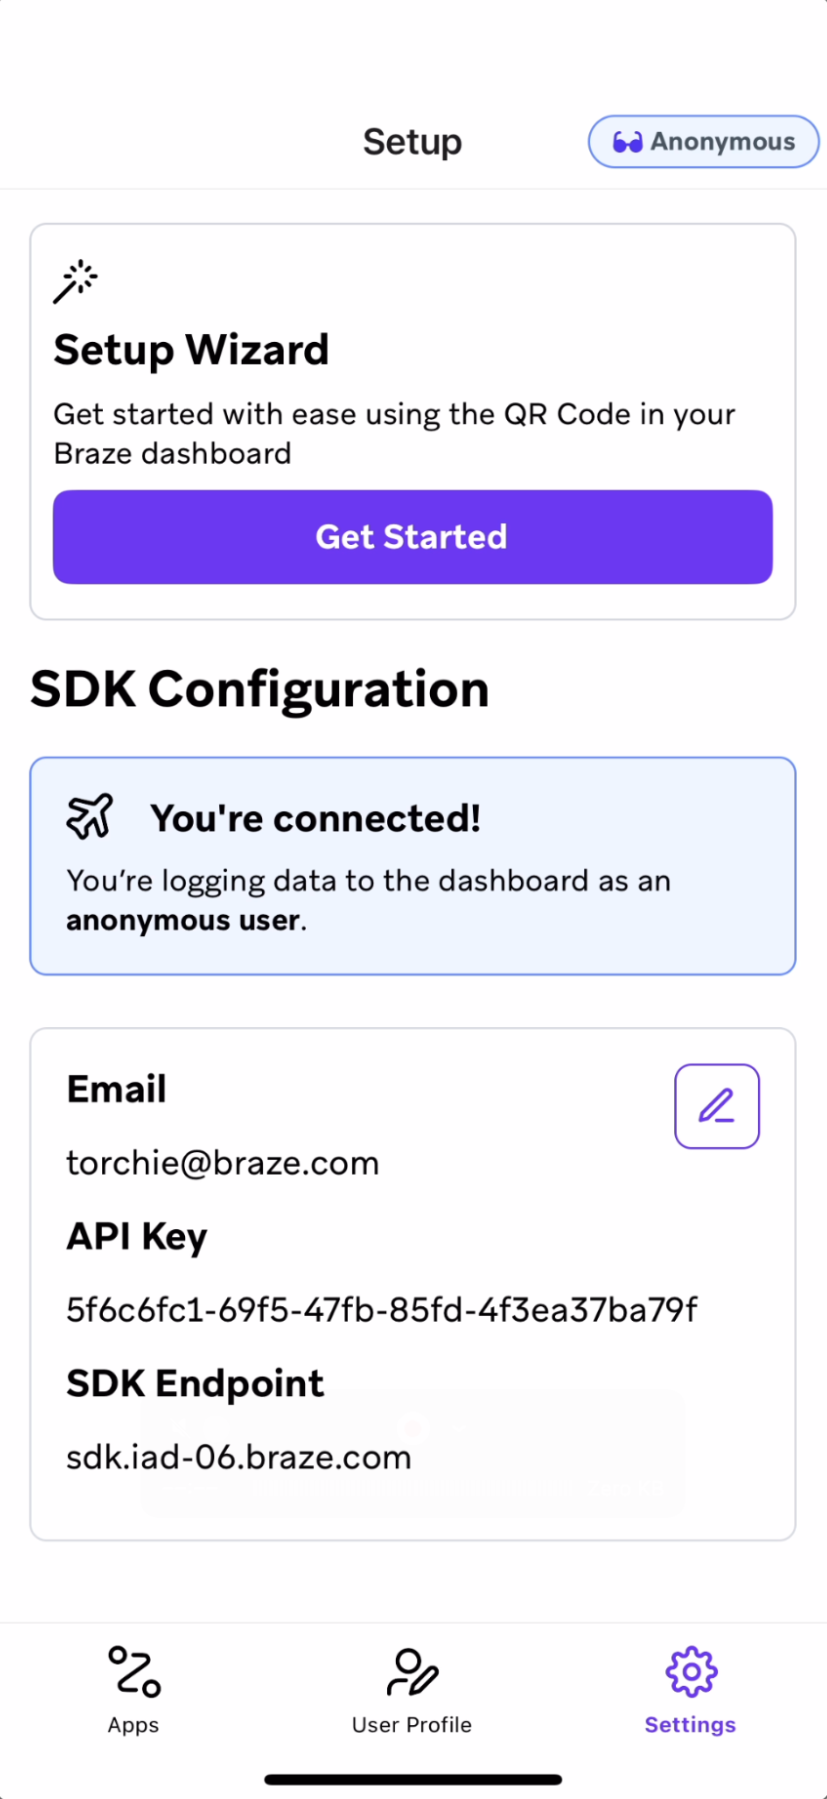 Setup
Anonymous
Setup Wizard
Get started with ease using the QR Code in your
Braze dashboard
Get Started
SDK Configuration
You're connected!
You’re logging data to the dashboard as an
anonymous user.
Email
torchie@braze.com
API Key
5f6c6fc1-69f5-47fb-85fd-4f3ea37ba79f
SDK Endpoint
sdk.iad-06.braze.com
Apps
User Profile
Settings